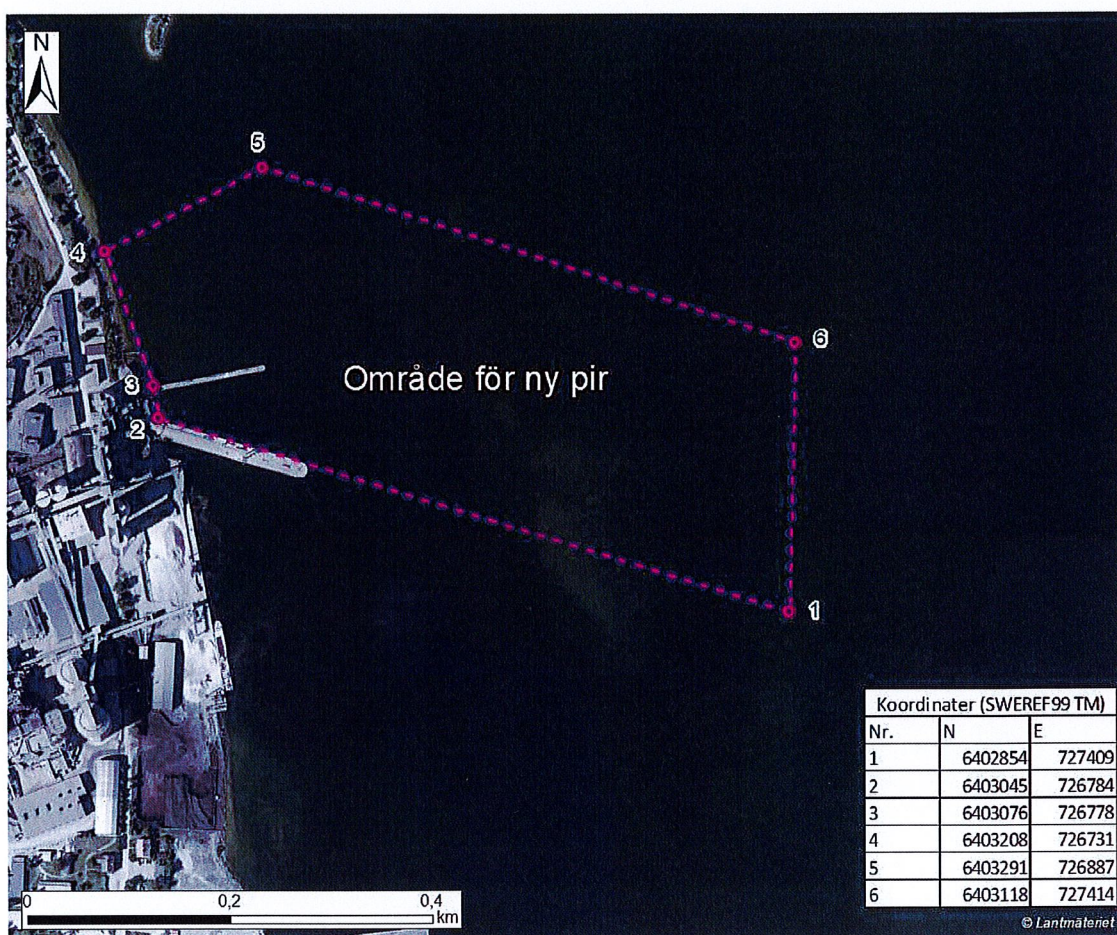 N
5
4
6
3
Område för ny pir
2
1
Koordinater (SWEREF99 TM)
Nr. N E
1 6402854 727409
2 6403045 726784
3 6403076 726778
4 6403208 726731
5 6403291 726887
6 6403118 727414
0 0,2 0,4
km
© Lantmäteriet